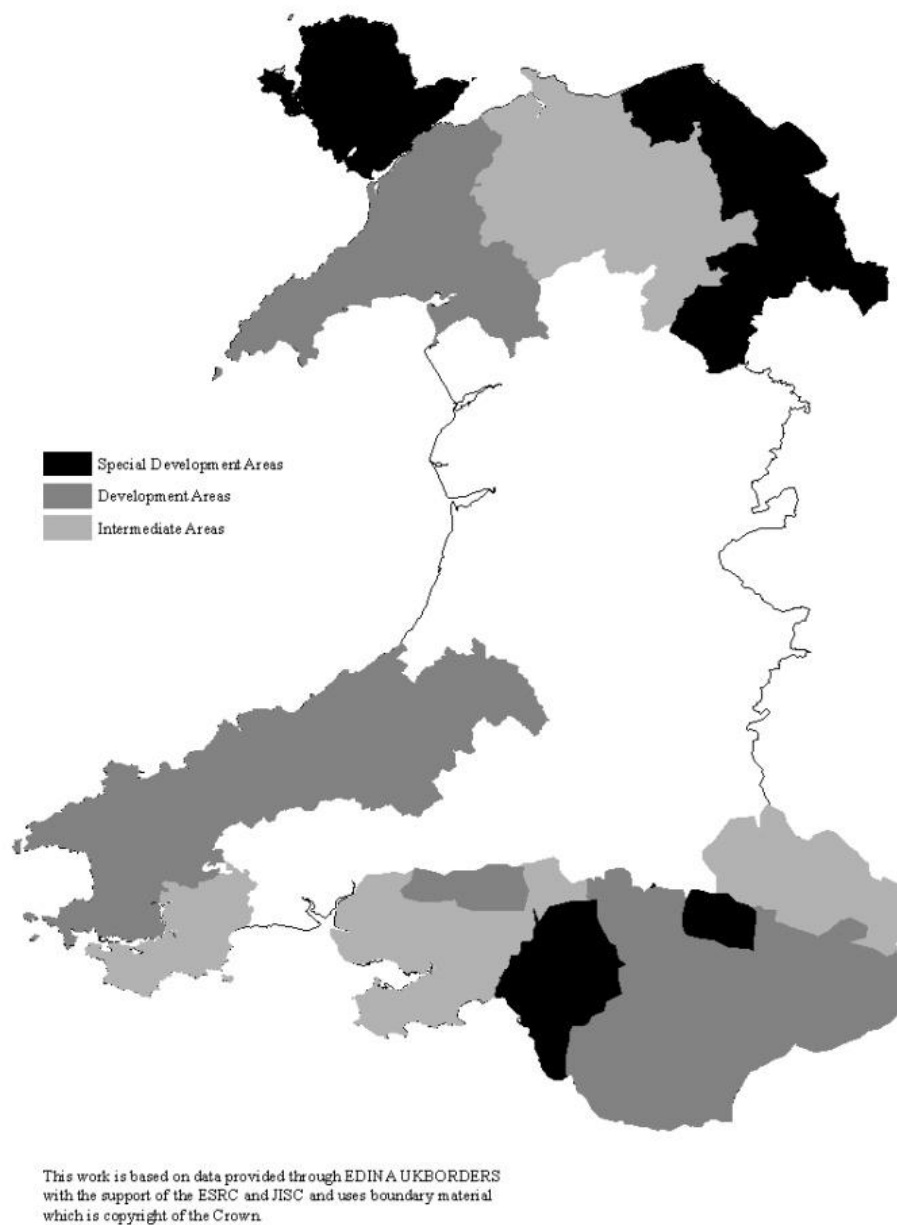 Special Development Areas
Development Areas
Intermediate Areas
This work is based on data provided through EDINA UKBORDERS
with the support of the ESRC and JISC and uses boundary material
which is copyright of the Crown.